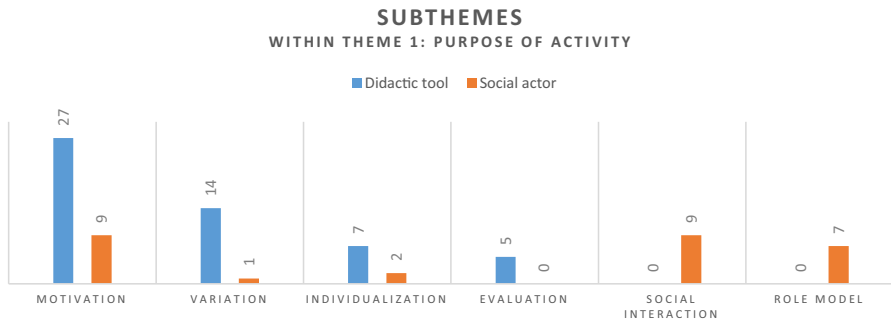 SUBTHEMES
WITHIN THEME 1: PURPOSE OF ACTIVITY
Didactic tool Social actor
27 9 14 1 7 2 5 0 0 9 0 7
MOTIVATION VARIATION INDIVIDUALIZATION EVALUATION SOCIAL INTERACTION ROLE MODEL